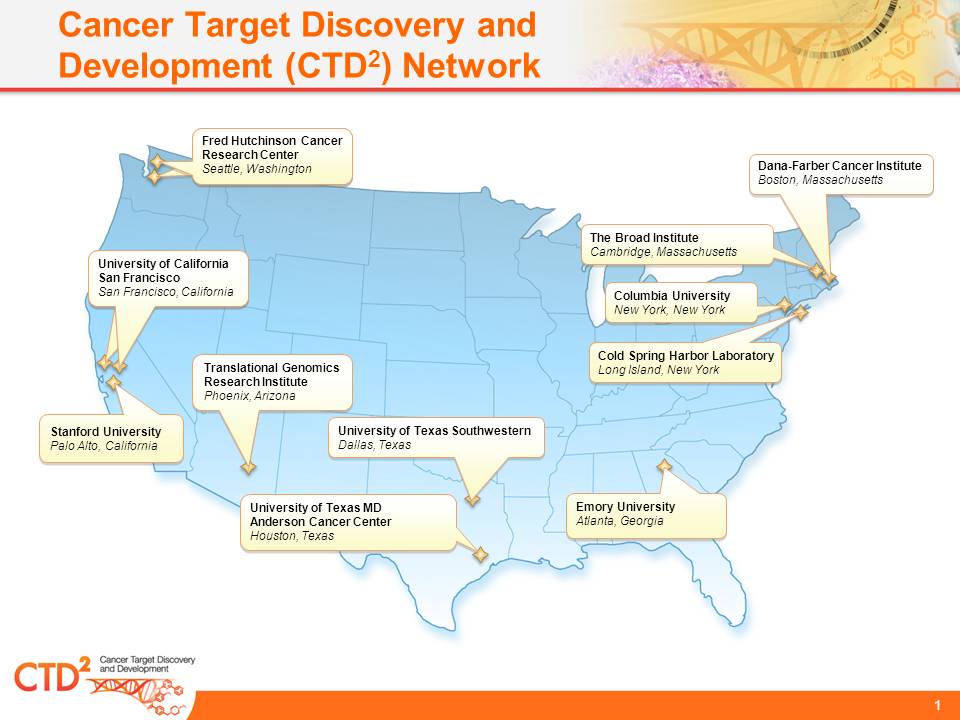 Cancer Target Discovery and
Development (CTD²) Network
Fred Hutchinson Cancer
Research Center
Seattle, Washington
Dana-Farber Cancer Institute
Boston, Massachusetts
The Broad Institute
Cambridge, Massachusetts
University of California
San Francisco
San Francisco, California
Columbia University
New York, New York
Cold Spring Harbor Laboratory
Long Island, New York
Translational Genomics
Research Institute
Phoenix, Arizona
Stanford University
Palo Alto, California
University of Texas Southwestern
Dallas, Texas
University of Texas MD
Anderson Cancer Center
Houston, Texas
Emory University
Atlanta, Georgia
CTD²
Cancer Target Discovery
and Development
1